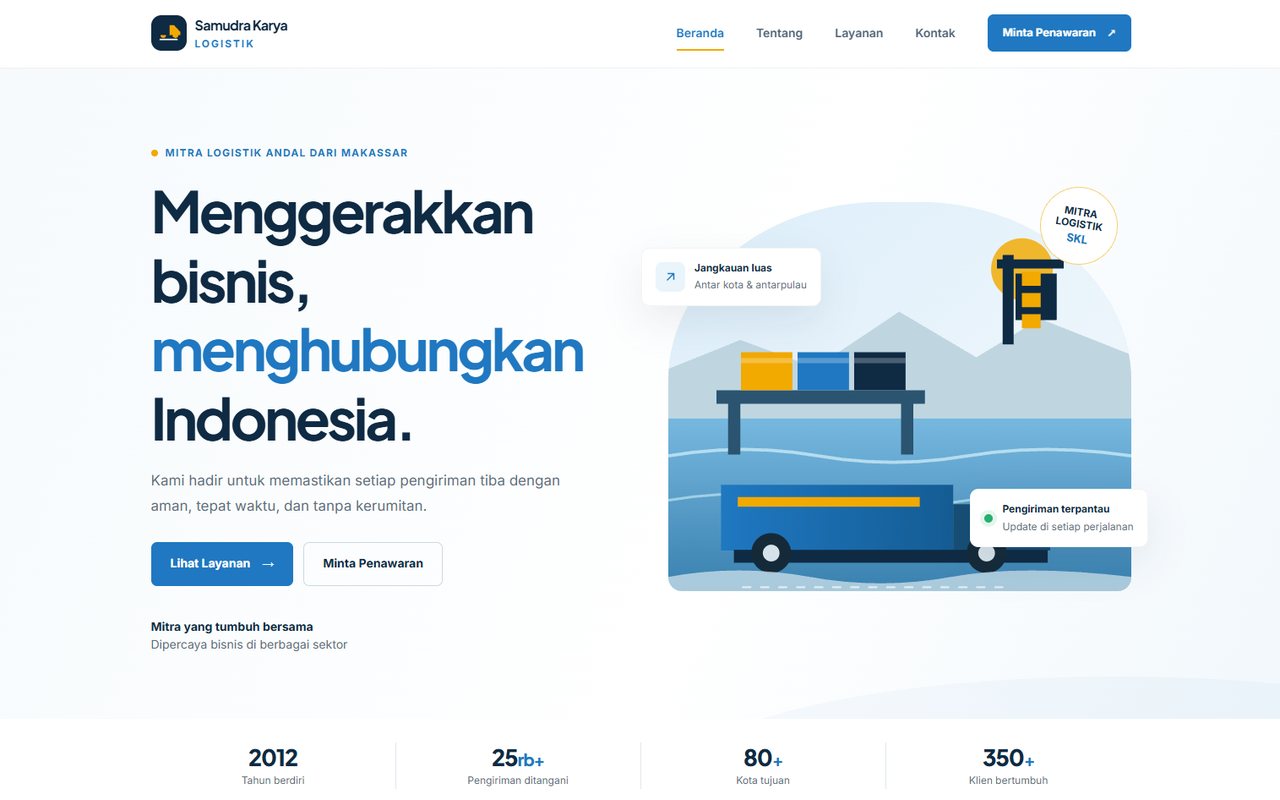 Samudra Karya
LOGISTIK
Beranda
Tentang
Layanan
Kontak
Minta Penawaran ↗
MITRA LOGISTIK ANDAL DARI MAKASSAR
Menggerakkan
bisnis,
menghubungkan
Indonesia.
Kami hadir untuk memastikan setiap pengiriman tiba dengan
aman, tepat waktu, dan tanpa kerumitan.
Lihat Layanan →
Minta Penawaran
Mitra yang tumbuh bersama
Dipercaya bisnis di berbagai sektor
MITRA
LOGISTIK
SKL
Jangkauan luas
Antar kota & antarpulau
Pengiriman terpantau
Update di setiap perjalanan
2012
Tahun berdiri
25rb+
Pengiriman ditangani
80+
Kota tujuan
350+
Klien bertumbuh